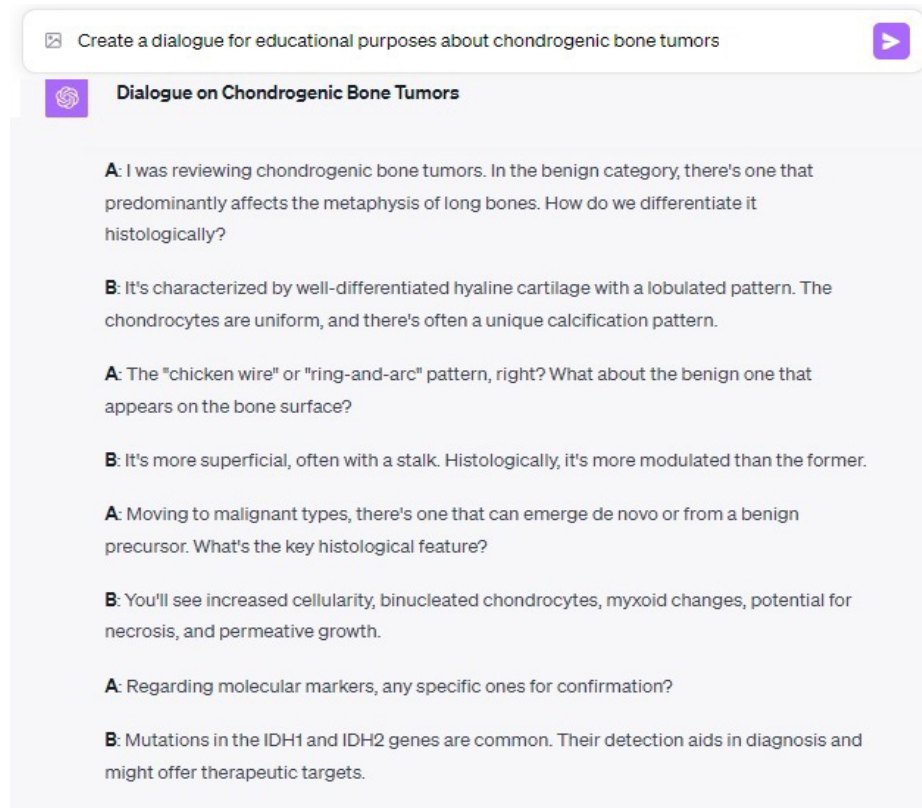 Create a dialogue for educational purposes about chondrogenic bone tumors
Dialogue on Chondrogenic Bone Tumors
A: I was reviewing chondrogenic bone tumors. In the benign category, there's one that
predominantly affects the metaphysis of long bones. How do we differentiate it
histologically?
B: It's characterized by well-differentiated hyaline cartilage with a lobulated pattern. The
chondrocytes are uniform, and there's often a unique calcification pattern.
A: The "chicken wire" or "ring-and-arc" pattern, right? What about the benign one that
appears on the bone surface?
B: It's more superficial, often with a stalk. Histologically, it's more modulated than the former.
A: Moving to malignant types, there's one that can emerge de novo or from a benign
precursor. What's the key histological feature?
B: You'll see increased cellularity, binucleated chondrocytes, myxoid changes, potential for
necrosis, and permeative growth.
A: Regarding molecular markers, any specific ones for confirmation?
B: Mutations in the IDH1 and IDH2 genes are common. Their detection aids in diagnosis and
might offer therapeutic targets.